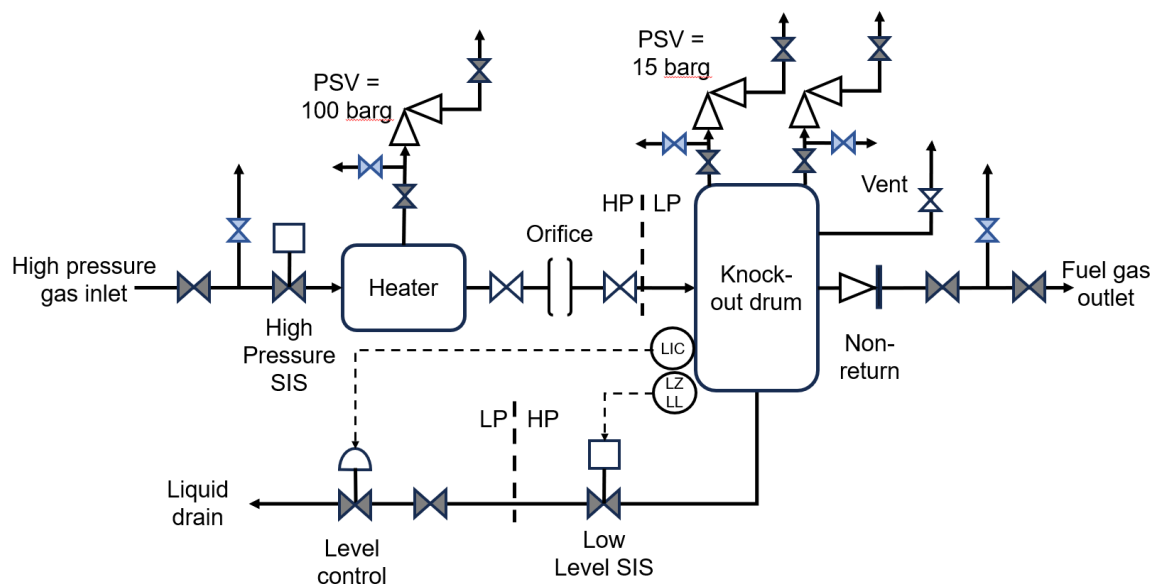 PSV =
100 barg
PSV =
15 barg
Vent
HP
LP
Orifice
High pressure
gas inlet
Heater
Knock-
out drum
Fuel gas
outlet
High
Pressure
SIS
LIC
Non-
return
LZ
LL
LP
HP
Liquid
drain
Level
control
Low
Level SIS